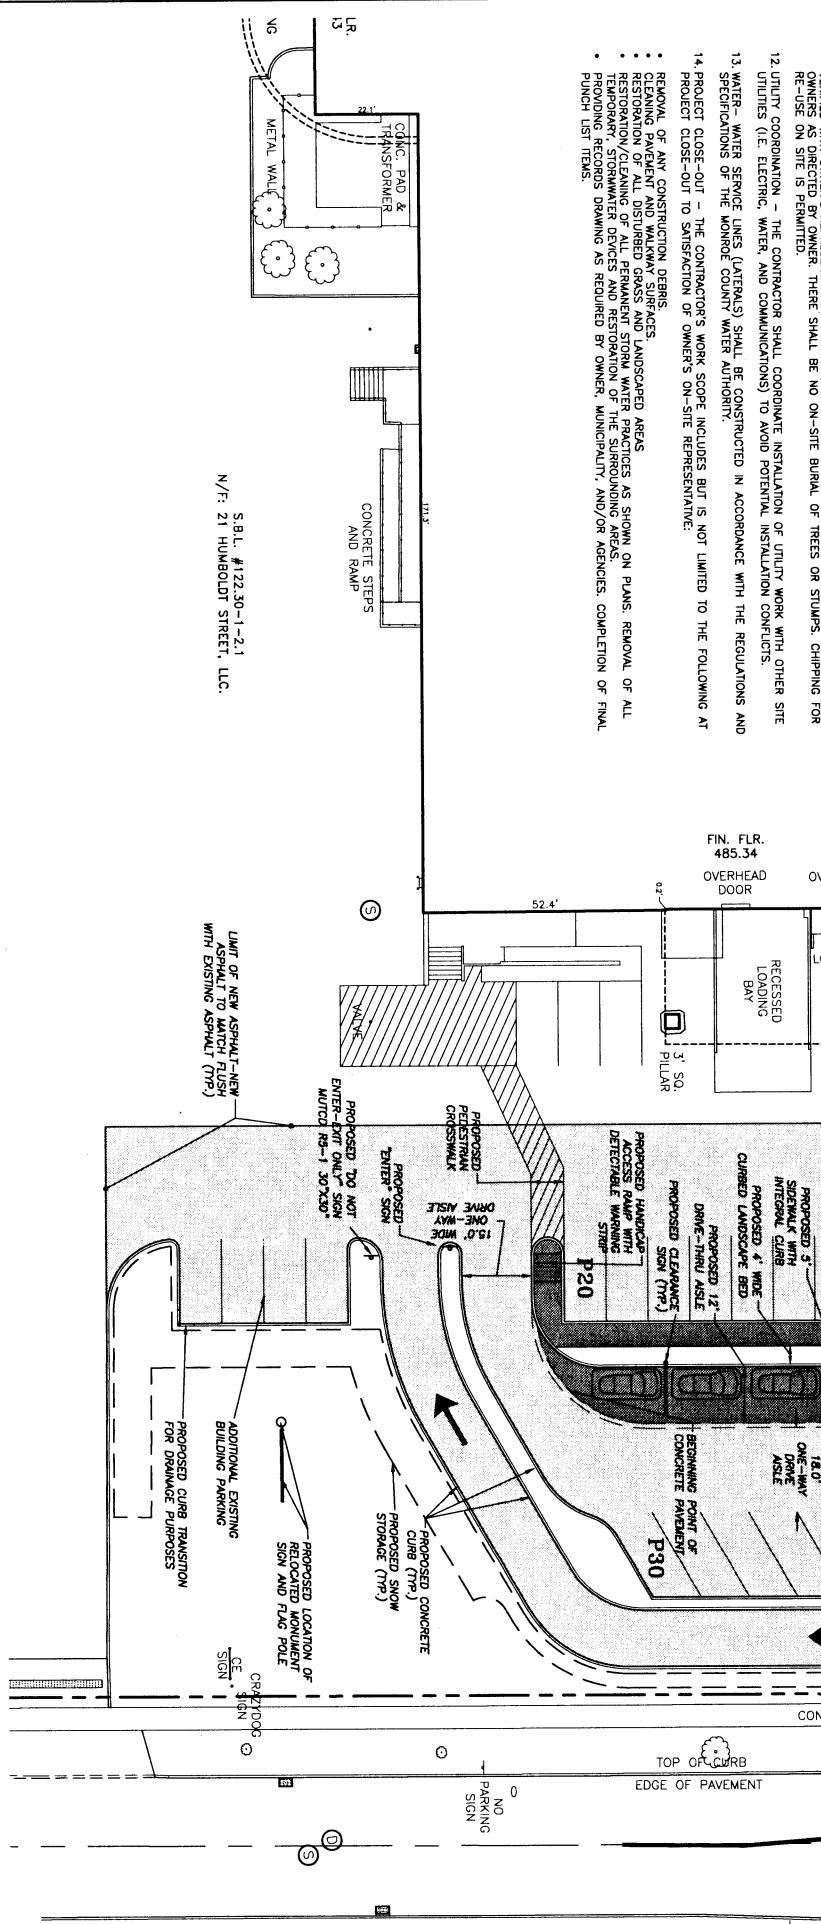 OWNERS AS DIRECTED BY OWNER. THERE SHALL BE NO ON-SITE BURIAL OF TREES OR STUMPS. CHIPPING FOR
RE-USE ON SITE IS PERMITTED.
12. UTILITY COORDINATION - THE CONTRACTOR SHALL COORDINATE INSTALLATION OF UTILITY WORK WITH OTHER SITE
UTILITIES (I.E. ELECTRIC, WATER, AND COMMUNICATIONS) TO AVOID POTENTIAL INSTALLATION CONFLICTS.
13. WATER- WATER SERVICE LINES (LATERALS) SHALL BE CONSTRUCTED IN ACCORDANCE WITH THE REGULATIONS AND
SPECIFICATIONS OF THE MONROE COUNTY WATER AUTHORITY.
14. PROJECT CLOSE-OUT - THE CONTRACTOR'S WORK SCOPE INCLUDES BUT IS NOT LIMITED TO THE FOLLOWING AT
PROJECT CLOSE-OUT TO SATISFACTION OF OWNER'S ON-SITE REPRESENTATIVE:
• REMOVAL OF ANY CONSTRUCTION DEBRIS.
• CLEANING PAVEMENT AND WALKWAY SURFACES.
• RESTORATION OF ALL DISTURBED GRASS AND LANDSCAPED AREAS
• RESTORATION/CLEANING OF ALL PERMANENT STORM WATER PRACTICES AS SHOWN ON PLANS. REMOVAL OF ALL
TEMPORARY, STORMWATER DEVICES AND RESTORATION OF THE SURROUNDING AREAS.
• PROVIDING RECORDS DRAWING AS REQUIRED BY OWNER, MUNICIPALITY, AND/OR AGENCIES. COMPLETION OF FINAL
PUNCH LIST ITEMS.
LR.
13
VG
22.1'
CONC. PAD &
TRANSFORMER
METAL WALL
171.3'
CONCRETE STEPS
AND RAMP
S.B.L. #122.30-1-2.1
N/F: 21 HUMBOLDT STREET, LLC.
FIN. FLR.
485.34
OVERHEAD
DOOR
OV
0.2'
52.4'
S
RECESSED
LOADING
BAY
3' SQ.
PILLAR
VALVE
LIMIT OF NEW ASPHALT-NEW
ASPHALT TO MATCH FLUSH
WITH EXISTING ASPHALT (TYP.)
PROPOSED 5'
SIDEWALK WITH
INTEGRAL CURB
PROPOSED 4' WIDE
CURBED LANDSCAPE BED
PROPOSED 12'
DRIVE-THRU AISLE
PROPOSED CLEARANCE
SIGN (TYP.)
PROPOSED HANDICAP
ACCESS RAMP WITH
DETECTABLE WARNING
STRIP
P20
PROPOSED
PEDESTRIAN
CROSSWALK
15.0' WIDE
ONE-WAY
DRIVE AISLE
PROPOSED
"ENTER" SIGN
PROPOSED "DO NOT
ENTER-EXIT ONLY" SIGN
MUTCD R5-1 30"X30"
18.0'
ONE-WAY
DRIVE
AISLE
BEGINNING POINT OF
CONCRETE PAVEMENT
P30
PROPOSED CONCRETE
CURB (TYP.)
PROPOSED SNOW
STORAGE (TYP.)
PROPOSED LOCATION OF
RELOCATED MONUMENT
SIGN AND FLAG POLE
ADDITIONAL EXISTING
BUILDING PARKING
PROPOSED CURB TRANSITION
FOR DRAINAGE PURPOSES
CRAZYDOG
SIGN
CE
SIGN
CON
TOP OF CURB
EDGE OF PAVEMENT
NO
PARKING
SIGN
D
S